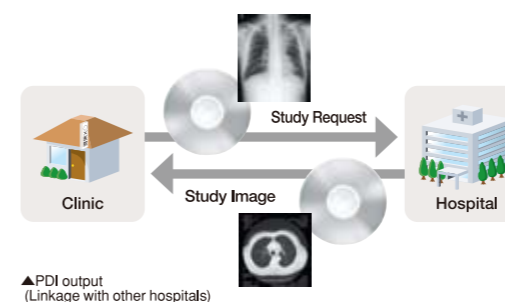 Study Request
Clinic
Hospital
Study Image
▲PDI output
(Linkage with other hospitals)